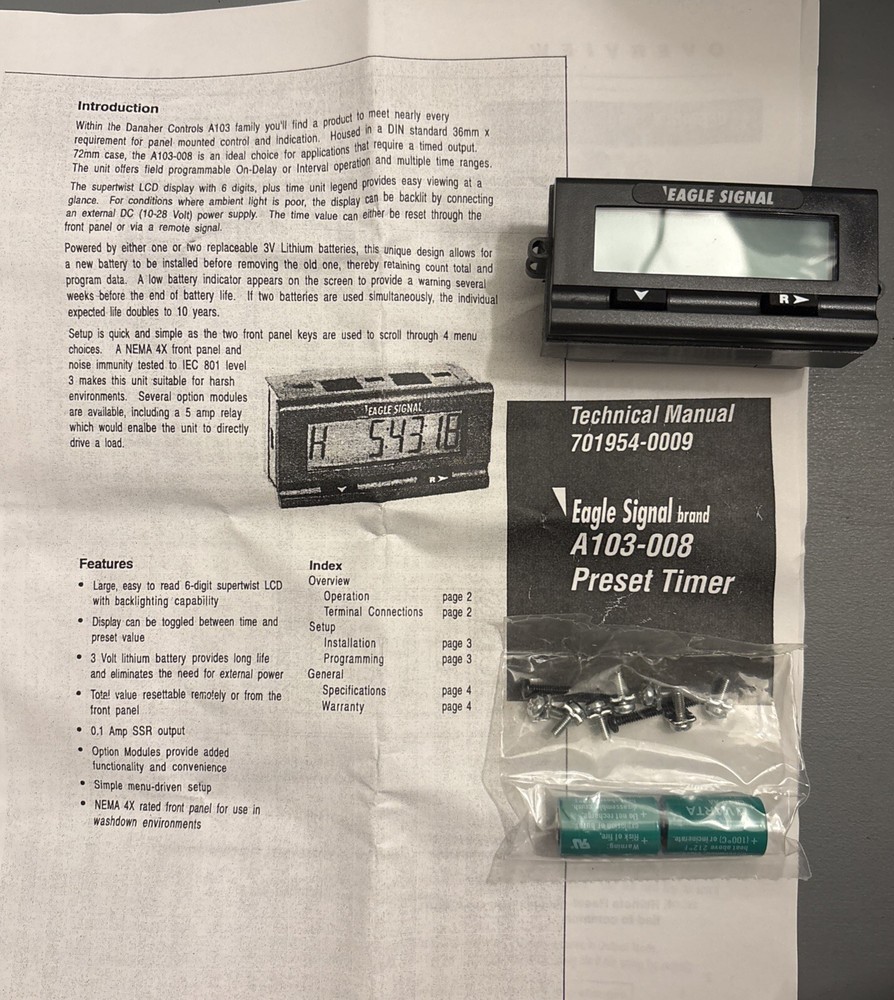 Introduction
Within the Danaher Controls A103 family you'll find a product to meet nearly every
requirement for panel mounted control and indication. Housed in a DIN standard 36mm x
72mm case, the A103-008 is an ideal choice for applications that require a timed output.
The unit offers field programmable On-Delay or Interval operation and multiple time ranges.
The supertwist LCD display with 6 digits, plus time unit legend provides easy viewing at a
glance. For conditions where ambient light is poor, the display can be backlit by connecting
an external DC (10-28 Volt) power supply. The time value can either be reset through the
front panel or via a remote signal.
Powered by either one or two replaceable 3V Lithium batteries, this unique design allows for
a new battery to be installed before removing the old one, thereby retaining count total and
program data. A low battery indicator appears on the screen to provide a warning several
weeks before the end of battery life. If two batteries are used simultaneously, the individual
expected life doubles to 10 years.
Setup is quick and simple as the two front panel keys are used to scroll through 4 menu
choices. A NEMA 4X front panel and
noise immunity tested to IEC 801 level
3 makes this unit suitable for harsh
environments. Several option modules
are available, including a 5 amp relay
which would enalbe the unit to directly
drive a load.
EAGLE SIGNAL
H 5431.8
R
Features
• Large, easy to read 6-digit supertwist LCD
with backlighting capability
• Display can be toggled between time and
preset value
• 3 Volt lithium battery provides long life
and eliminates the need for external power
• Total value resettable remotely or from the
front panel
• 0.1 Amp SSR output
• Option Modules provide added
functionality and convenience
• Simple menu-driven setup
• NEMA 4X rated front panel for use in
washdown environments
Index
Overview
Operation page 2
Terminal Connections page 2
Setup
Installation page 3
Programming page 3
General
Specifications page 4
Warranty page 4
EAGLE SIGNAL
R
Technical Manual
701954-0009
Eagle Signal brand
A103-008
Preset Timer
VARTA
heat above 212°
(100°C) or incinerate.
Warning:
Risk of fire,
Do not recharge,